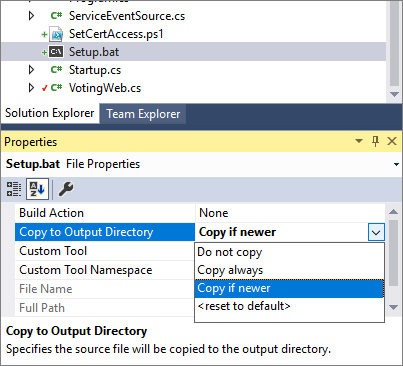 ServiceEventSource.cs
SetCertAccess.ps1
Setup.bat
Startup.cs
VotingWeb.cs
Solution Explorer Team Explorer
Properties
Setup.bat File Properties
Build Action None
Copy to Output Directory Copy if newer
Custom Tool Do not copy
Custom Tool Namespace Copy always
File Name Copy if newer
Full Path <reset to default>
Copy to Output Directory
Specifies the source file will be copied to the output directory.